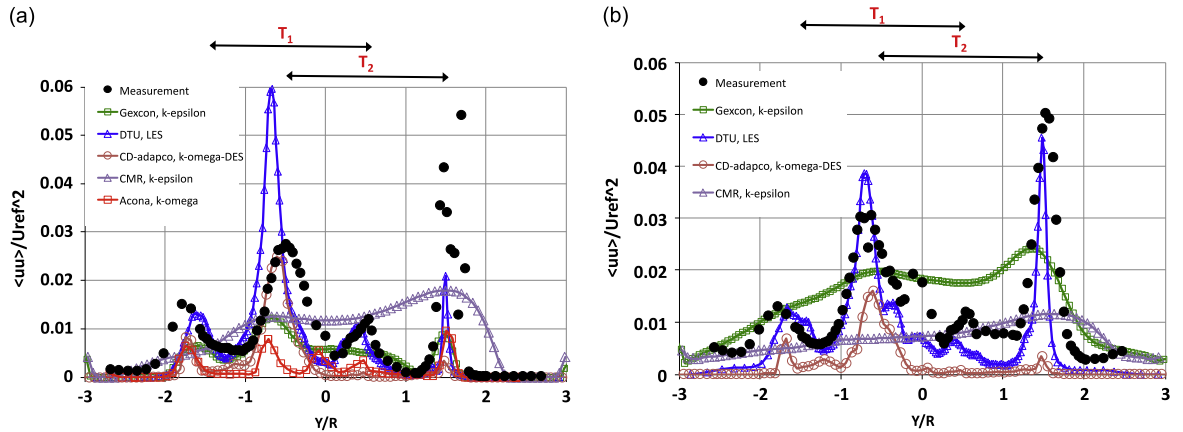 (a)
T1
T2
<uu>/Uref^2
0.06
0.05
0.04
0.03
0.02
0.01
0
Measurement
Gexcon, k-epsilon
DTU, LES
CD-adapco, k-omega-DES
CMR, k-epsilon
Acona, k-omega
-3 -2 -1 0 1 2 3
Y/R
(b)
T1
T2
<uu>/Uref^2
0.06
0.05
0.04
0.03
0.02
0.01
0
Measurement
Gexcon, k-epsilon
DTU, LES
CD-adapco, k-omega-DES
CMR, k-epsilon
-3 -2 -1 0 1 2 3
Y/R